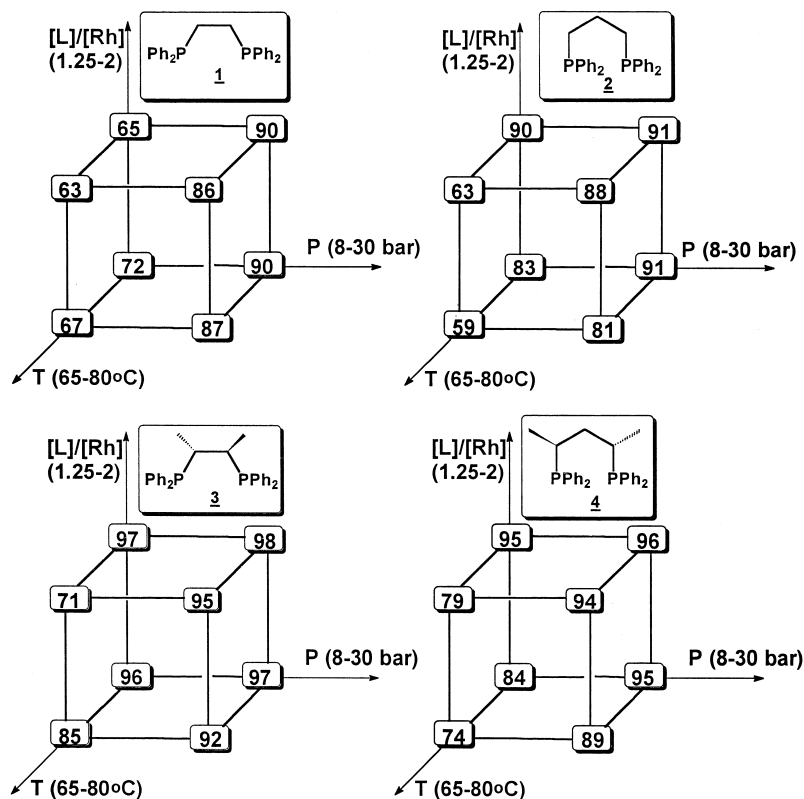 [L]/[Rh]
(1.25-2)
Ph₂P PPh₂
1
65 90
63 86
P (8-30 bar)
72 90
67 87
T (65-80oC)
[L]/[Rh]
(1.25-2)
PPh₂ PPh₂
2
90 91
63 88
P (8-30 bar)
83 91
59 81
T (65-80oC)
[L]/[Rh]
(1.25-2)
Ph₂P PPh₂
3
97 98
71 95
P (8-30 bar)
96 97
85 92
T (65-80oC)
[L]/[Rh]
(1.25-2)
PPh₂ PPh₂
4
95 96
79 94
P (8-30 bar)
84 95
74 89
T (65-80oC)